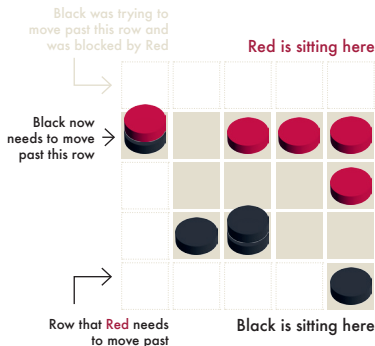 Black was trying to
move past this row and
was blocked by Red
Red is sitting here
Black now
needs to move
past this row
Row that Red needs
to move past
Black is sitting here